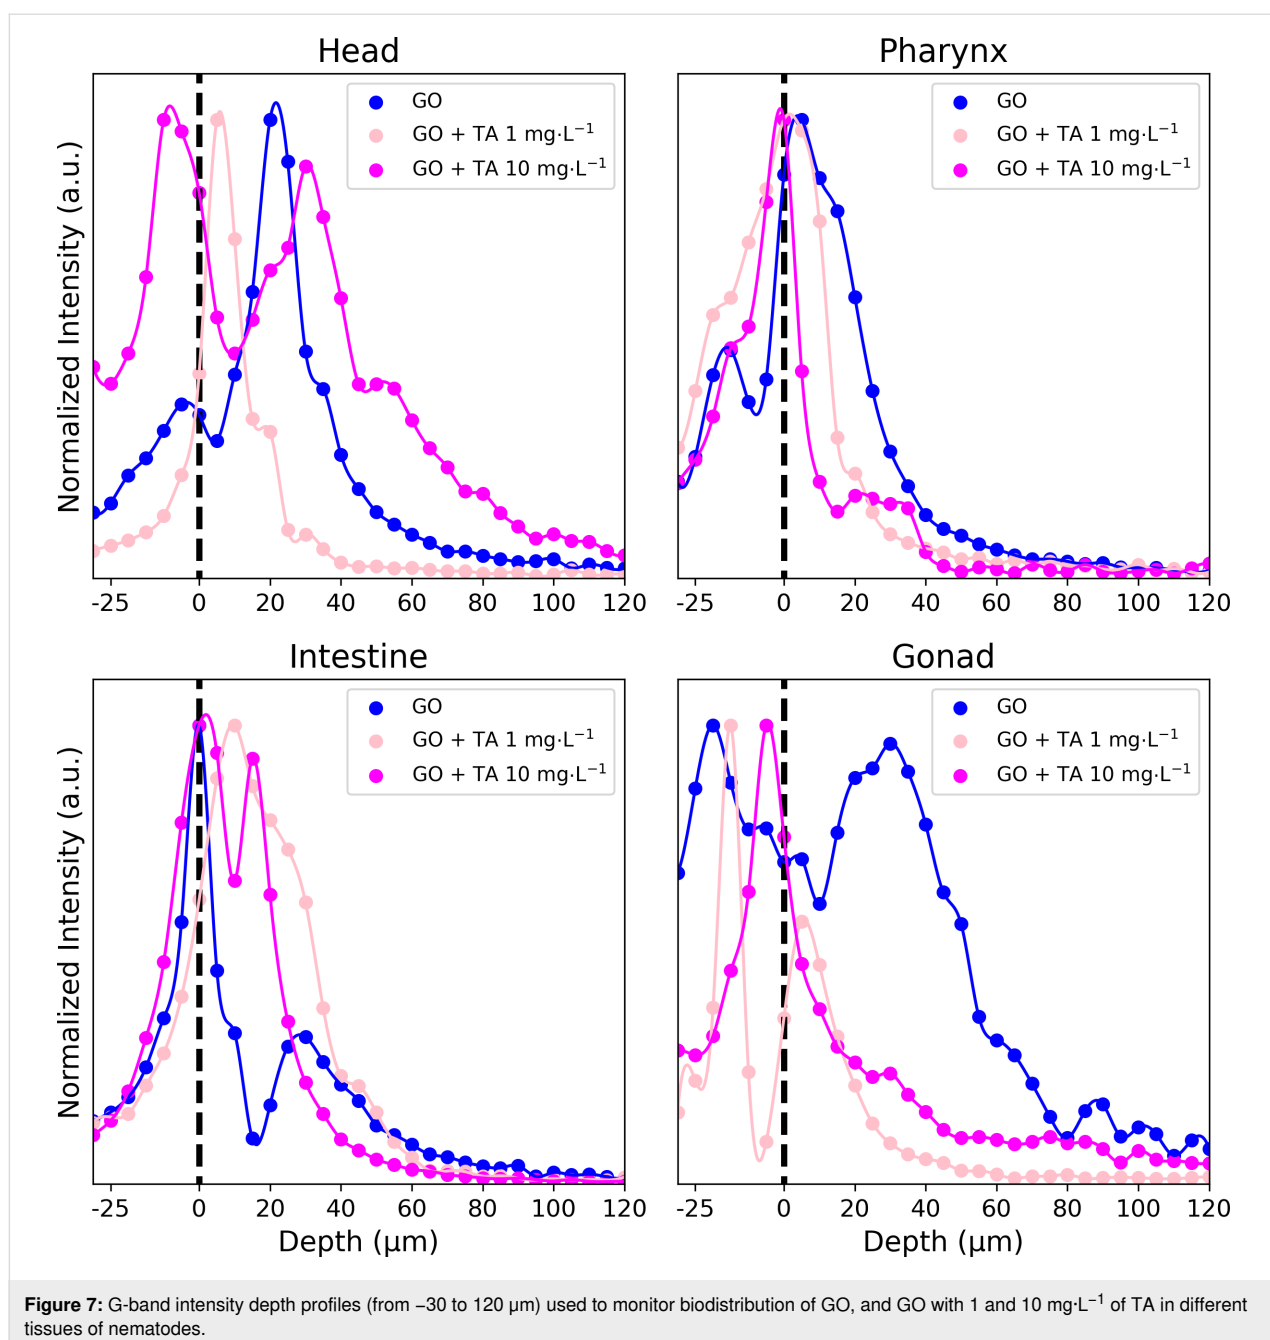 Head
Pharynx
GO
GO + TA 1 mg·L⁻¹
GO + TA 10 mg·L⁻¹
GO
GO + TA 1 mg·L⁻¹
GO + TA 10 mg·L⁻¹
Normalized Intensity (a.u.)
-25 0 20 40 60 80 100 120
-25 0 20 40 60 80 100 120
Intestine
Gonad
GO
GO + TA 1 mg·L⁻¹
GO + TA 10 mg·L⁻¹
GO
GO + TA 1 mg·L⁻¹
GO + TA 10 mg·L⁻¹
Normalized Intensity (a.u.)
-25 0 20 40 60 80 100 120
-25 0 20 40 60 80 100 120
Depth (μm)
Depth (μm)
Figure 7: G-band intensity depth profiles (from −30 to 120 μm) used to monitor biodistribution of GO, and GO with 1 and 10 mg·L⁻¹ of TA in different
tissues of nematodes.